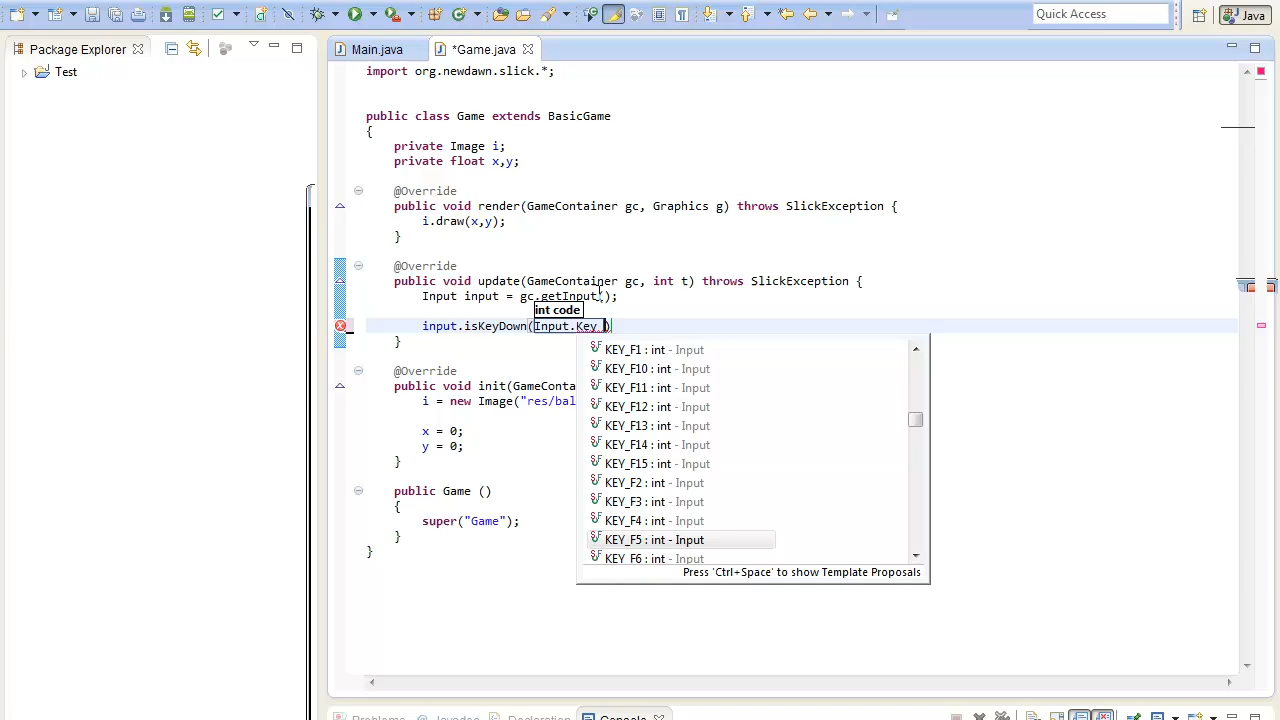 Quick Access
Java
Package Explorer
Main.java
*Game.java
Test
import org.newdawn.slick.*;
public class Game extends BasicGame
{
private Image i;
private float x,y;
@Override
public void render(GameContainer gc, Graphics g) throws SlickException {
i.draw(x,y);
}
@Override
public void update(GameContainer gc, int t) throws SlickException {
Input input = gc.getInput();
int code
input.isKeyDown(Input.Key )
}
@Override
public void init(GameConta
i = new Image("res/bal
x = 0;
y = 0;
}
public Game ()
{
super("Game");
}
}
KEY_F1 : int - Input
KEY_F10 : int - Input
KEY_F11 : int - Input
KEY_F12 : int - Input
KEY_F13 : int - Input
KEY_F14 : int - Input
KEY_F15 : int - Input
KEY_F2 : int - Input
KEY_F3 : int - Input
KEY_F4 : int - Input
KEY_F5 : int - Input
KEY_F6 : int - Input
Press 'Ctrl+Space' to show Template Proposals
Problems
Javadoc
Declaration
Console